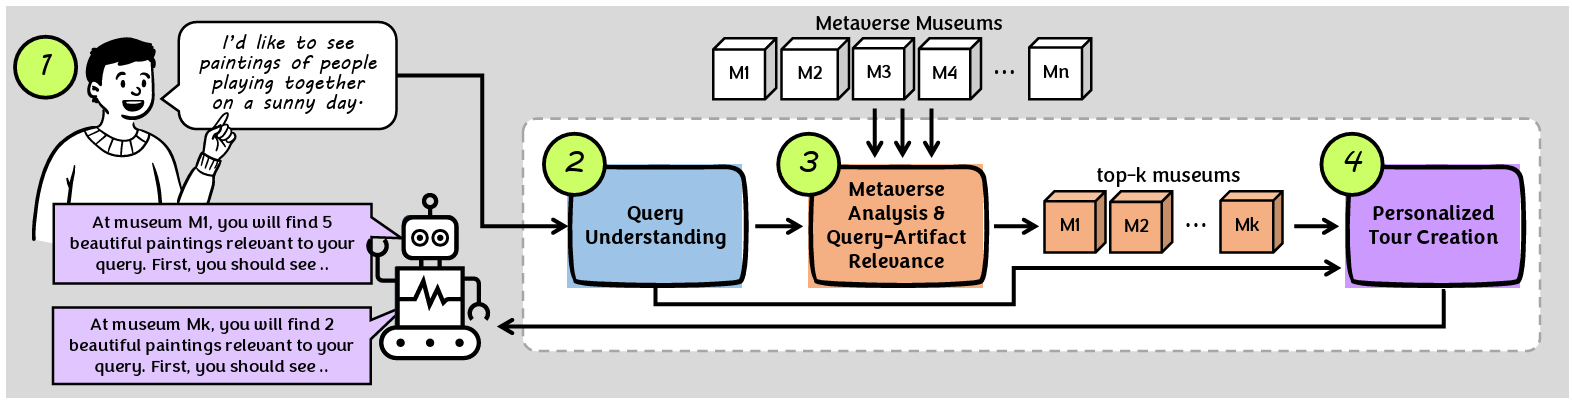 1
I'd like to see
paintings of people
playing together
on a sunny day.
Metaverse Museums
M1
M2
M3
M4
...
Mn
2
Query
Understanding
3
Metaverse
Analysis &
Query-Artifact
Relevance
top-k museums
M1
M2
...
Mk
4
Personalized
Tour Creation
At museum M1, you will find 5
beautiful paintings relevant to your
query. First, you should see ..
At museum Mk, you will find 2
beautiful paintings relevant to your
query. First, you should see ..